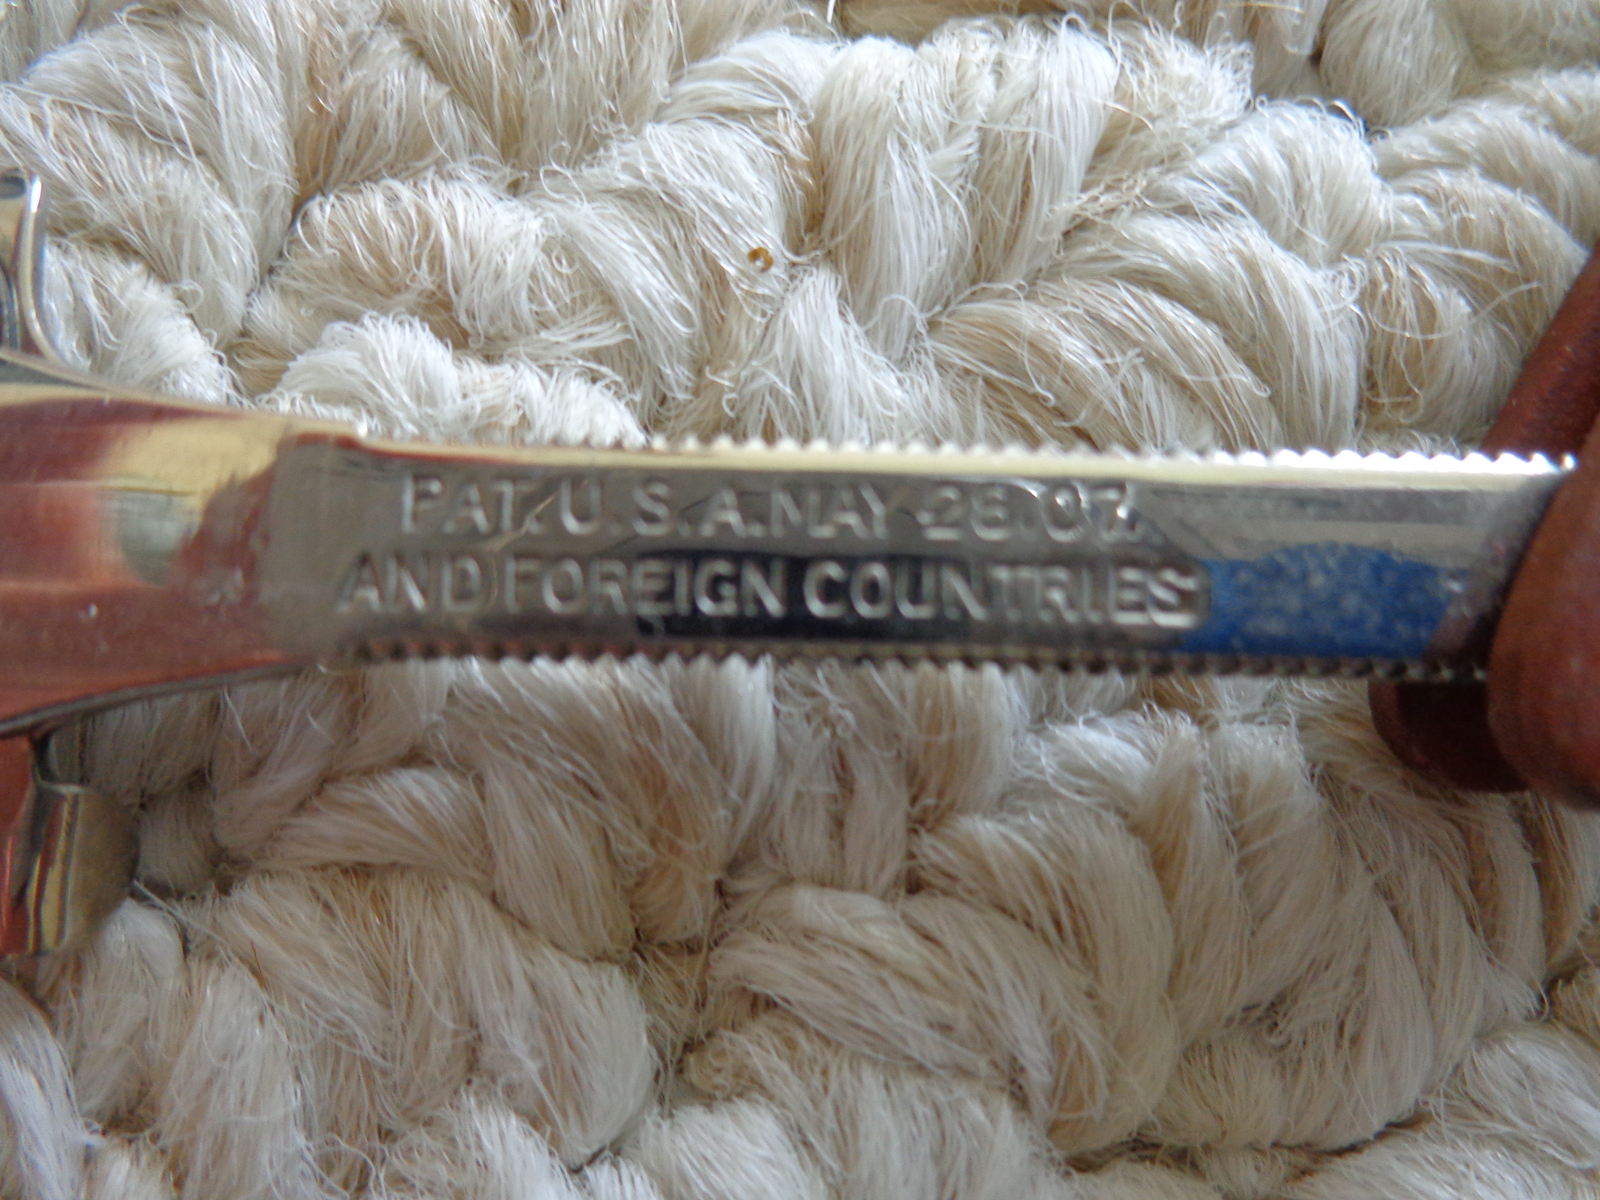 PAT. U.S.A. MAY 28.07.
AND FOREIGN COUNTRIES